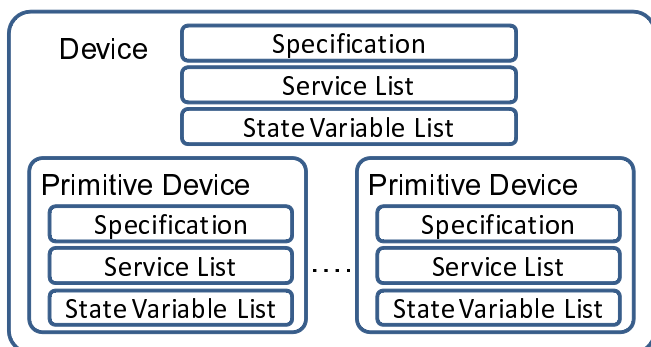 Device
Specification
Service List
State Variable List
Primitive Device
Specification
Service List
State Variable List
....
Primitive Device
Specification
Service List
State Variable List